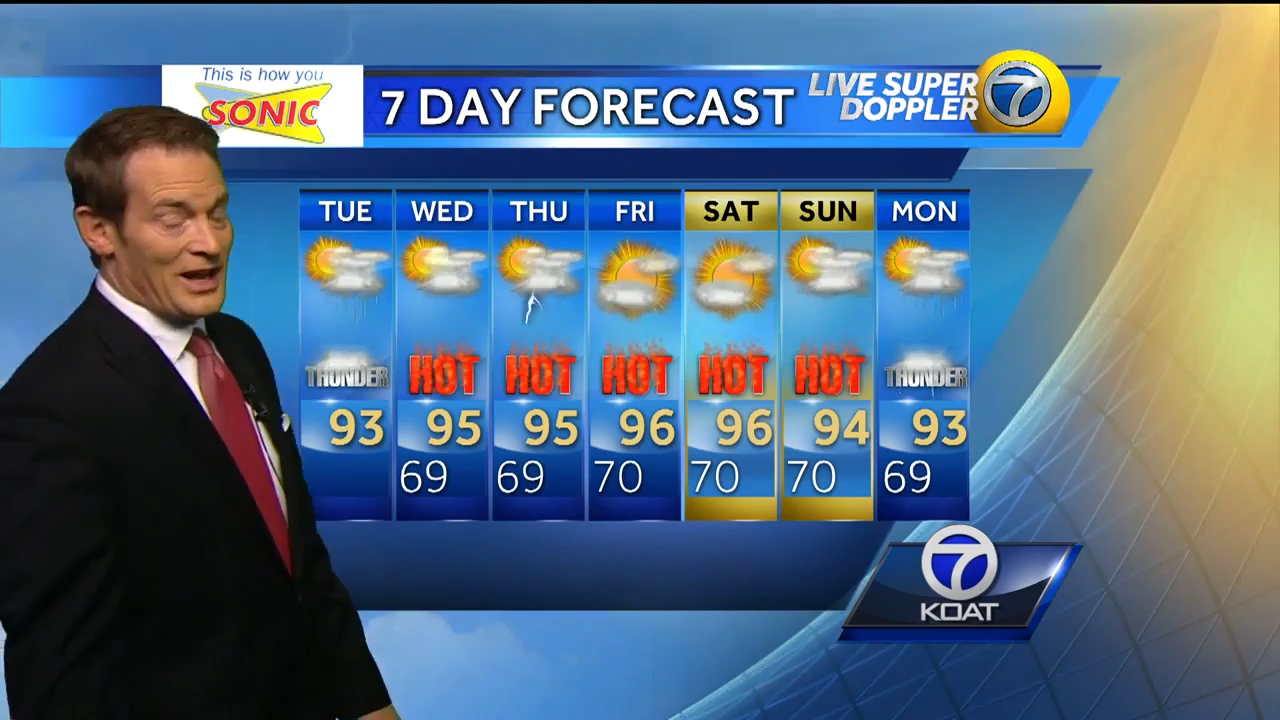 This is how you
SONIC
7 DAY FORECAST
LIVE SUPER
DOPPLER
7
TUE WED THU FRI SAT SUN MON
THUNDER HOT HOT HOT HOT HOT THUNDER
93 95 95 96 96 94 93
69 69 70 70 70 69
7
KOAT